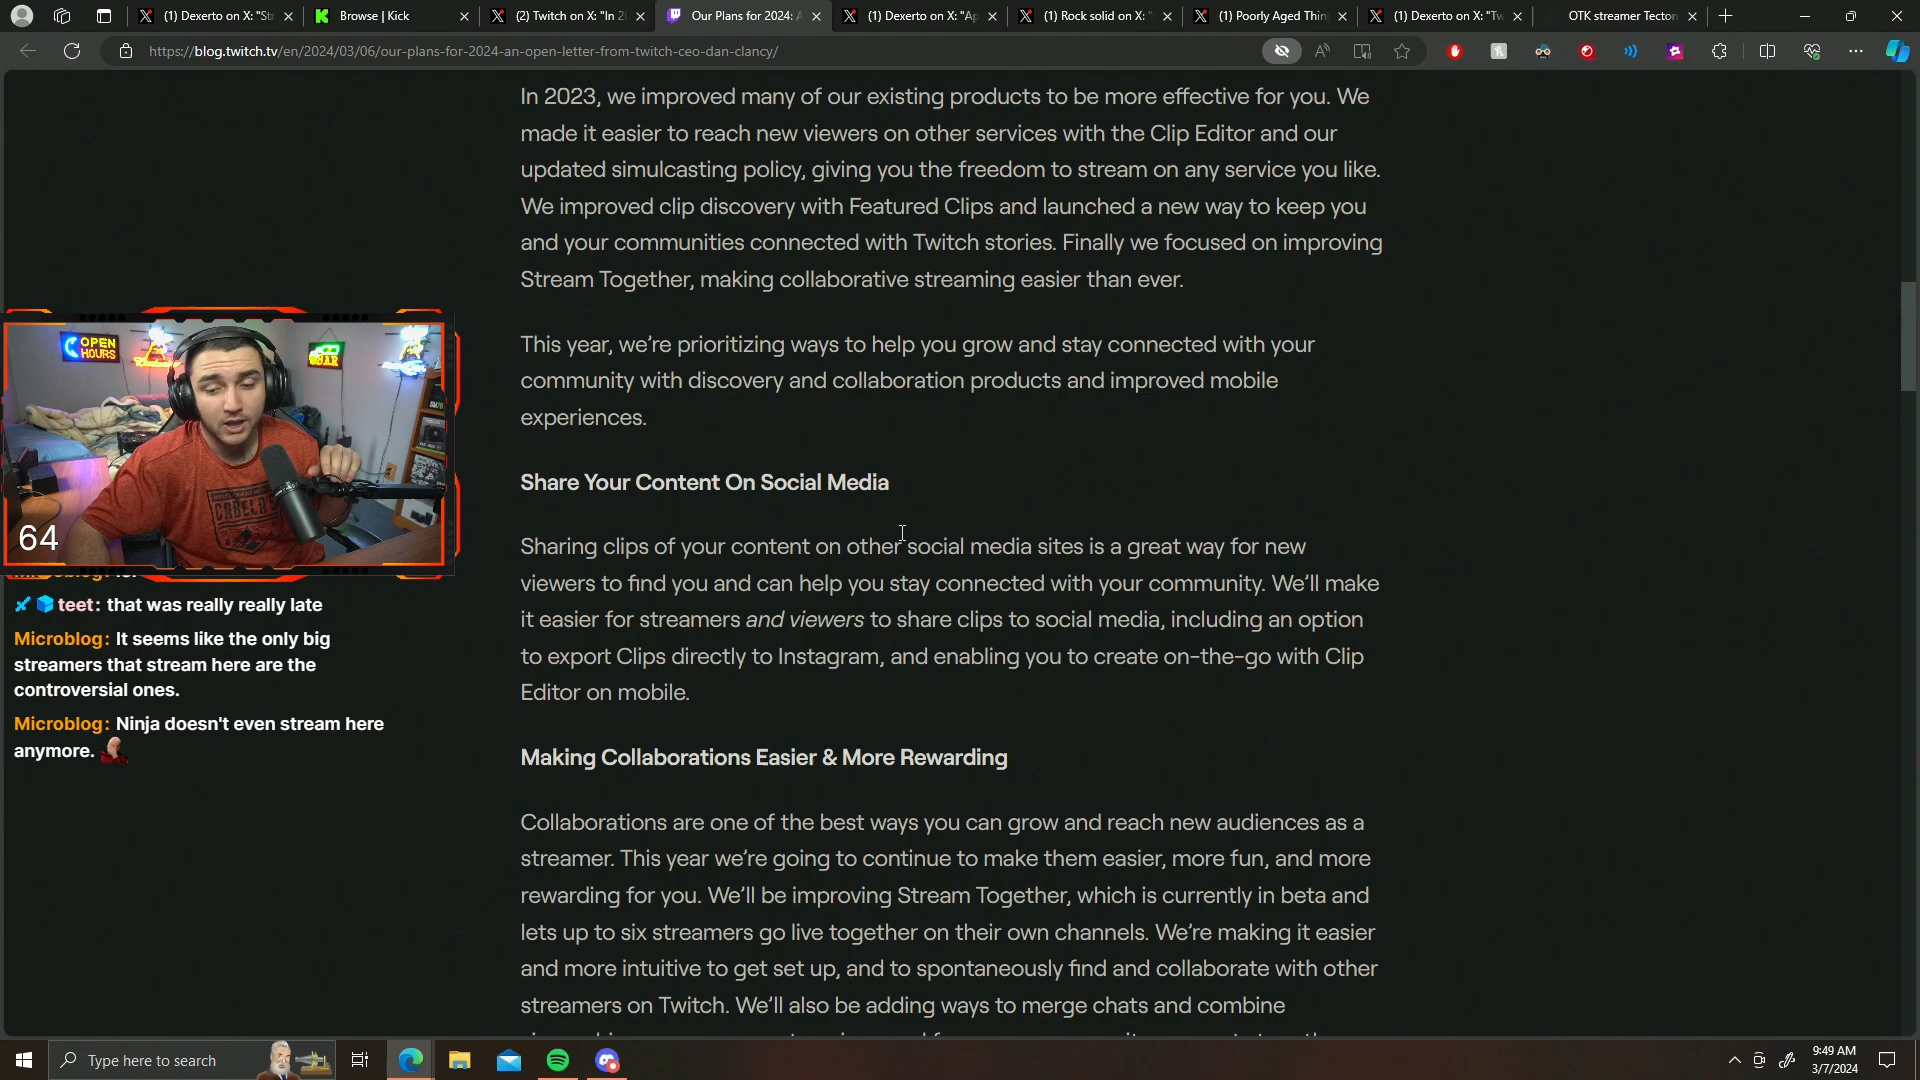 (1) Dexerto on X: "Str
Browse | Kick
(2) Twitch on X: "In 2
Our Plans for 2024: A
(1) Dexerto on X: "Ap
(1) Rock solid on X: "
(1) Poorly Aged Thin
(1) Dexerto on X: "Tw
OTK streamer Tecton
https://blog.twitch.tv/en/2024/03/06/our-plans-for-2024-an-open-letter-from-twitch-ceo-dan-clancy/
In 2023, we improved many of our existing products to be more effective for you. We
made it easier to reach new viewers on other services with the Clip Editor and our
updated simulcasting policy, giving you the freedom to stream on any service you like.
We improved clip discovery with Featured Clips and launched a new way to keep you
and your communities connected with Twitch stories. Finally we focused on improving
Stream Together, making collaborative streaming easier than ever.
This year, we're prioritizing ways to help you grow and stay connected with your
community with discovery and collaboration products and improved mobile
experiences.
Share Your Content On Social Media
Sharing clips of your content on other social media sites is a great way for new
viewers to find you and can help you stay connected with your community. We'll make
it easier for streamers and viewers to share clips to social media, including an option
to export Clips directly to Instagram, and enabling you to create on-the-go with Clip
Editor on mobile.
Making Collaborations Easier & More Rewarding
Collaborations are one of the best ways you can grow and reach new audiences as a
streamer. This year we're going to continue to make them easier, more fun, and more
rewarding for you. We'll be improving Stream Together, which is currently in beta and
lets up to six streamers go live together on their own channels. We're making it easier
and more intuitive to get set up, and to spontaneously find and collaborate with other
streamers on Twitch. We'll also be adding ways to merge chats and combine
OPEN
HOURS
BAR
CABELA'S
64
teet: that was really really late
Microblog: It seems like the only big
streamers that stream here are the
controversial ones.
Microblog: Ninja doesn't even stream here
anymore.
Type here to search
9:49 AM
3/7/2024